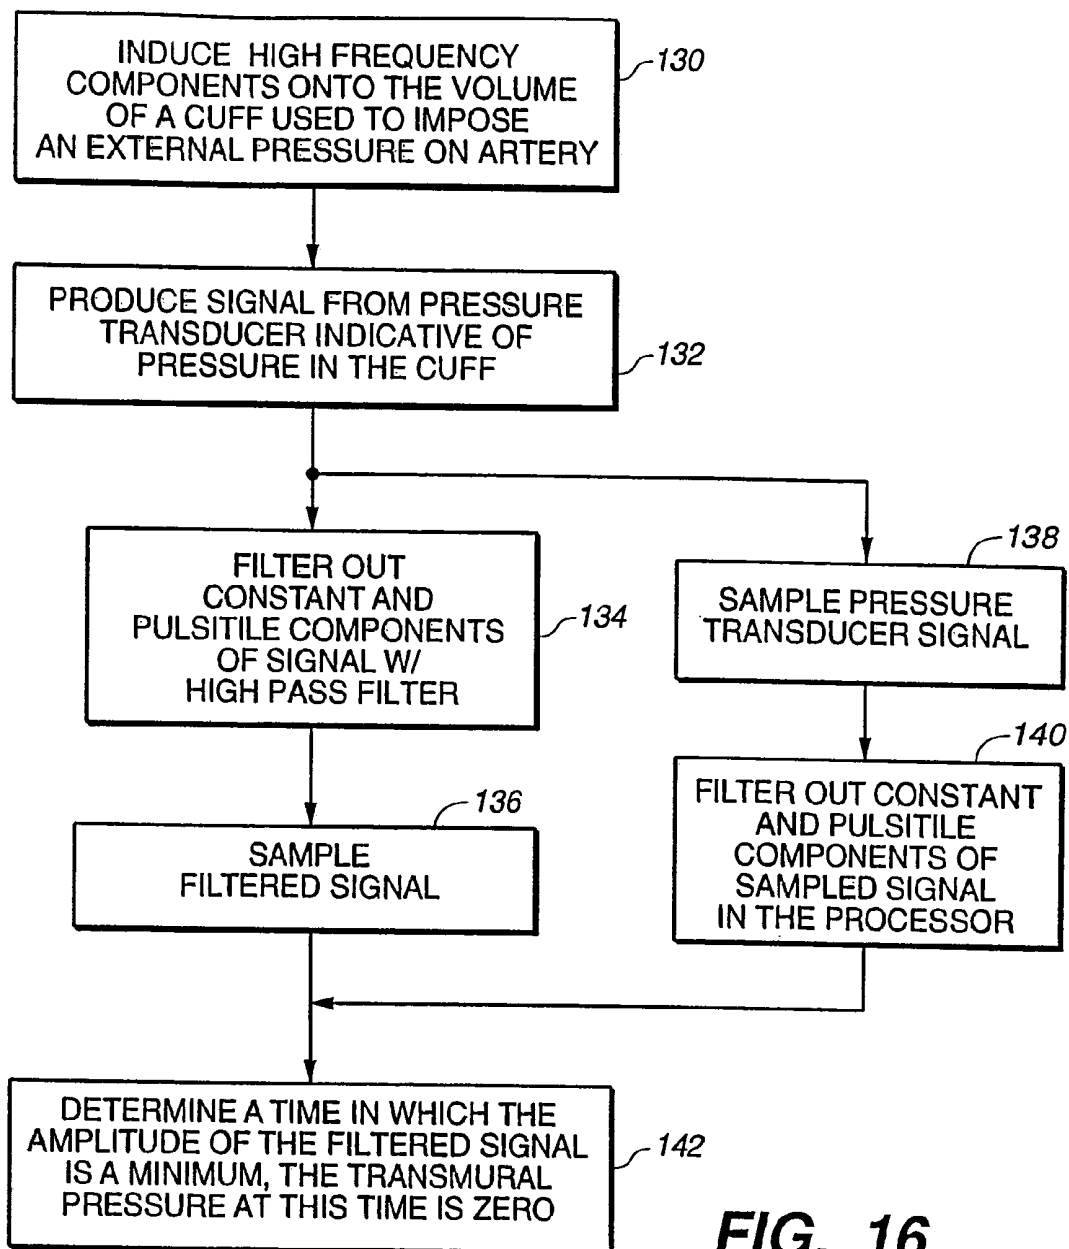 INDUCE HIGH FREQUENCY
COMPONENTS ONTO THE VOLUME
OF A CUFF USED TO IMPOSE
AN EXTERNAL PRESSURE ON ARTERY
130
PRODUCE SIGNAL FROM PRESSURE
TRANSDUCER INDICATIVE OF
PRESSURE IN THE CUFF
132
FILTER OUT
CONSTANT AND
PULSITILE COMPONENTS
OF SIGNAL W/
HIGH PASS FILTER
134
138
SAMPLE PRESSURE
TRANSDUCER SIGNAL
136
SAMPLE
FILTERED SIGNAL
140
FILTER OUT CONSTANT
AND PULSITILE
COMPONENTS OF
SAMPLED SIGNAL
IN THE PROCESSOR
DETERMINE A TIME IN WHICH THE
AMPLITUDE OF THE FILTERED SIGNAL
IS A MINIMUM, THE TRANSMURAL
PRESSURE AT THIS TIME IS ZERO
142
FIG. 16